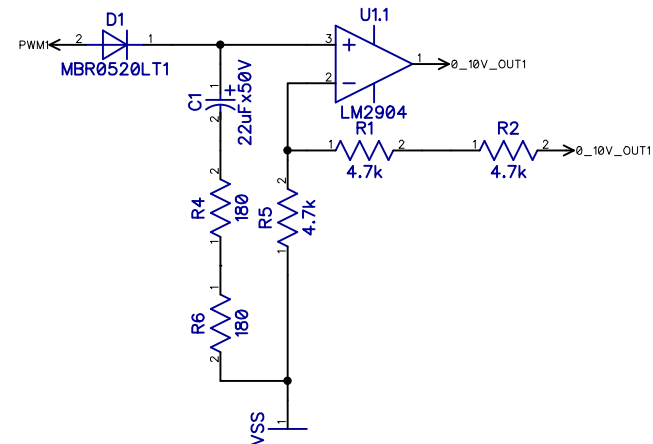 U1.1
D1
PWM1
2
1
3
1
0_10V_OUT1
MBR0520LT1
2
C1
1
2
22uFx50V
LM2904
R1
R2
1
2
1
2
0_10V_OUT1
4.7k
4.7k
R4
2
1
180
R5
2
1
4.7k
R6
1
2
180
VSS
1